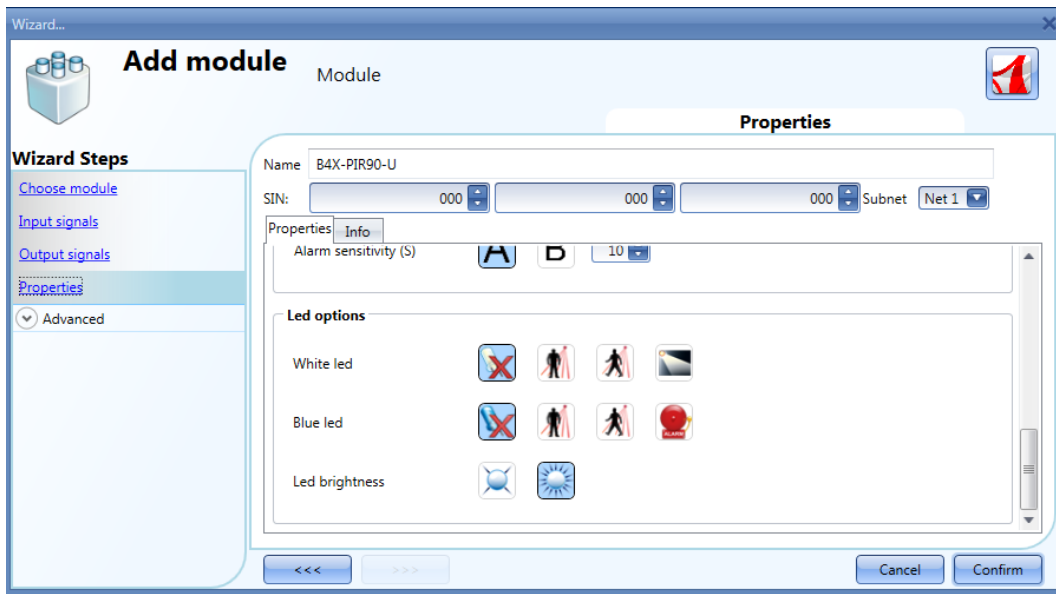 Wizard...
Add module
Module
Properties
Wizard Steps
Choose module
Input signals
Output signals
Properties
Advanced
Name B4X-PIR90-U
SIN: 000 000 000 Subnet Net 1
Properties Info
Alarm sensitivity (S) A B 10
Led options
White led
Blue led
ALARM
Led brightness
<<< >>> Cancel Confirm